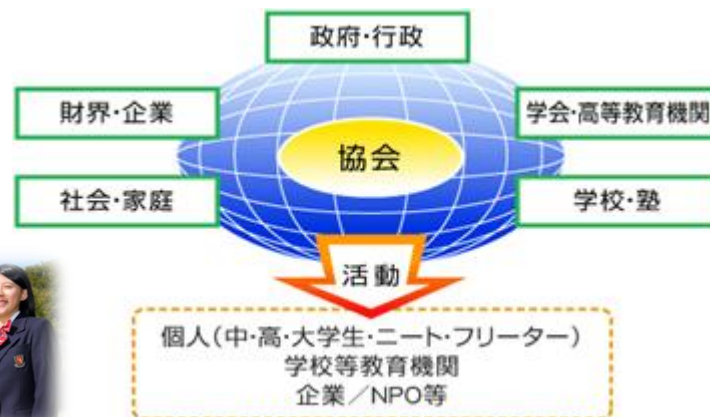 政府・行政
財界・企業
学会・高等教育機関
協会
社会・家庭
学校・塾
活動
個人(中・高・大学生・ニート・フリーター)
学校等教育機関
企業／NPO等